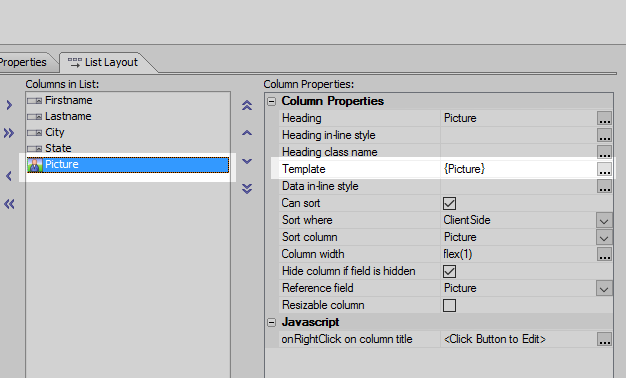 Properties
List Layout
Columns in List:
Firstname
Lastname
City
State
Picture
Column Properties:
Column Properties
Heading Picture ...
Heading in-line style ...
Heading class name ...
Template {Picture} ...
Data in-line style ...
Can sort
Sort where ClientSide
Sort column Picture
Column width flex(1) ...
Hide column if field is hidden
Reference field Picture
Resizable column
Javascript
onRightClick on column title <Click Button to Edit> ...